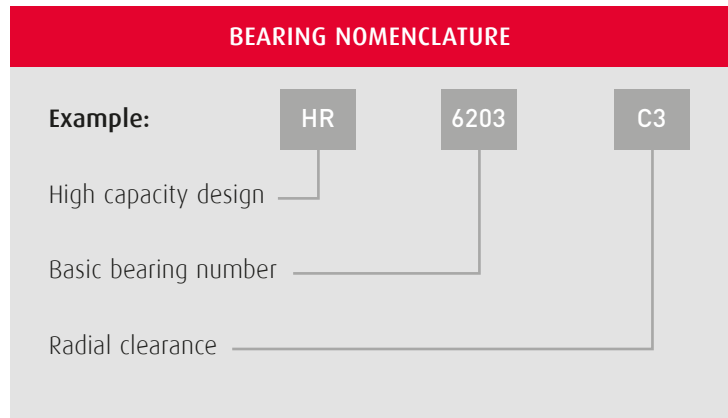 BEARING NOMENCLATURE
Example: HR 6203 C3
High capacity design
Basic bearing number
Radial clearance